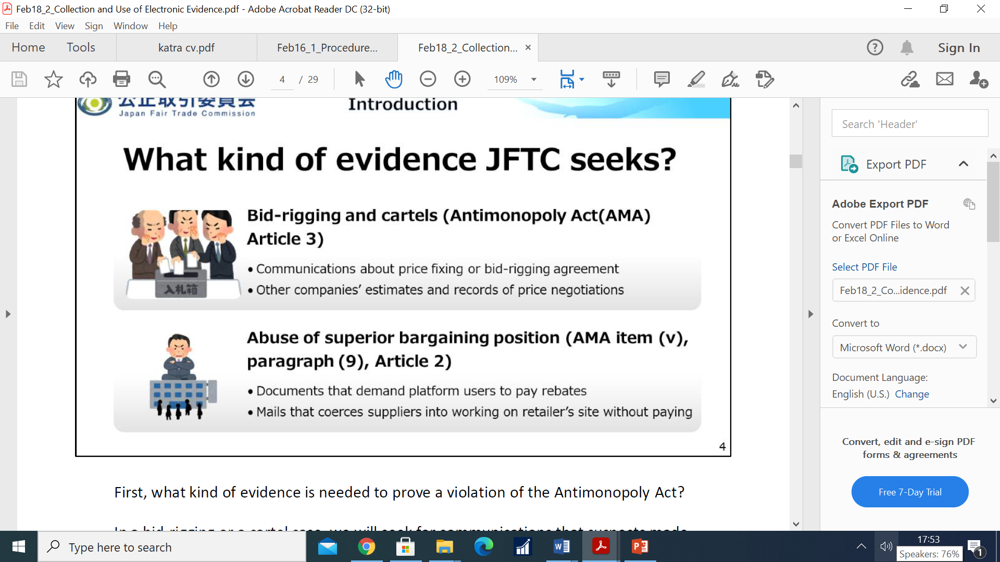 Feb18_2_Collection and Use of Electronic Evidence.pdf - Adobe Acrobat Reader DC (32-bit)
File Edit View Sign Window Help
Home Tools katra cv.pdf Feb16_1_Procedure... Feb18_2_Collection... × Sign In
4 / 29 109%
公正取引委員会
Japan Fair Trade Commission
Introduction
What kind of evidence JFTC seeks?
Bid-rigging and cartels (Antimonopoly Act(AMA)
Article 3)
• Communications about price fixing or bid-rigging agreement
• Other companies’ estimates and records of price negotiations
入札箱
Abuse of superior bargaining position (AMA item (v),
paragraph (9), Article 2)
• Documents that demand platform users to pay rebates
• Mails that coerces suppliers into working on retailer’s site without paying
4
First, what kind of evidence is needed to prove a violation of the Antimonopoly Act?
In a bid-rigging or a cartel case, we will seek for communications that suspects made
Search 'Header'
Export PDF
Adobe Export PDF
Convert PDF Files to Word
or Excel Online
Select PDF File
Feb18_2_Co...idence.pdf
Convert to
Microsoft Word (*.docx)
Document Language:
English (U.S.) Change
Convert, edit and e-sign PDF
forms & agreements
Free 7-Day Trial
Type here to search
17:53
Speakers: 76%
1